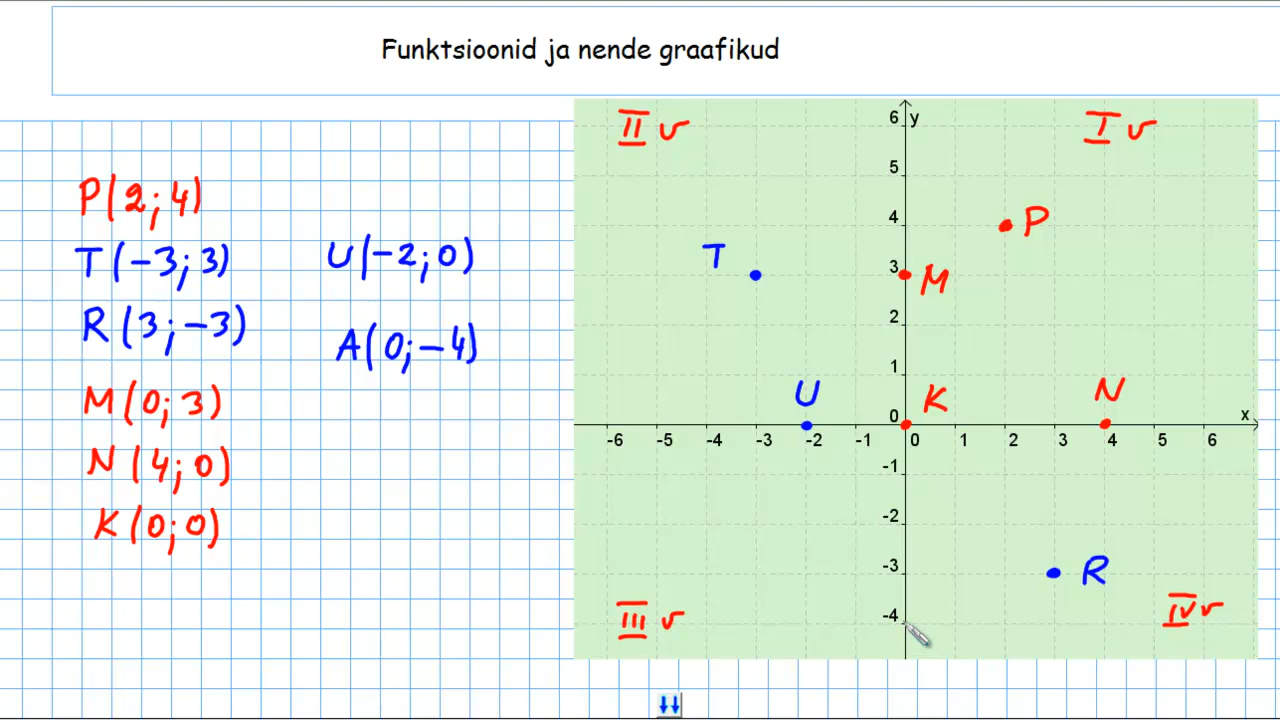 Funktsioonid ja nende graafikud
P(2; 4)
T(-3; 3)
R(3; -3)
M(0; 3)
N(4; 0)
K(0; 0)
U(-2; 0)
A(0; -4)
II v
I v
6 y
5
4
P
T
3
M
2
1
U
K
N
0
x
-6 -5 -4 -3 -2 -1 0 1 2 3 4 5 6
-1
-2
-3
R
-4
III v
IV v